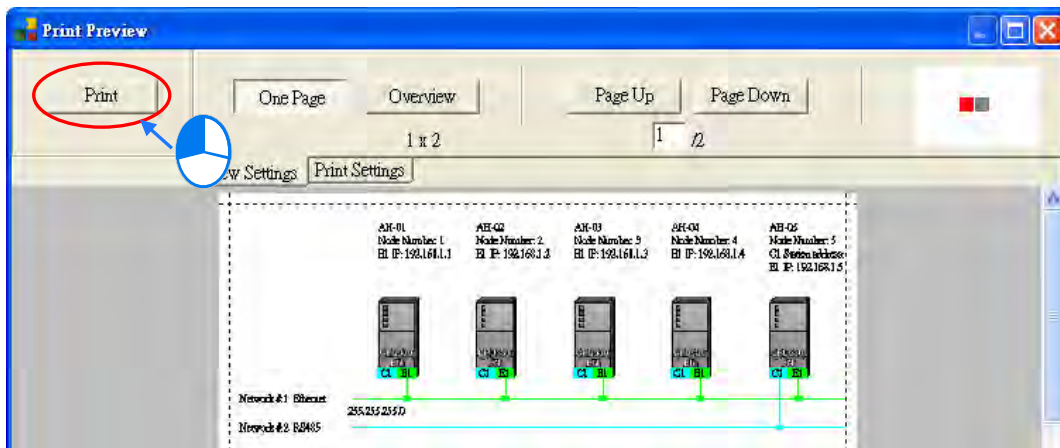 Print Preview
Print
One Page
Overview
Page Up
Page Down
1 x 2
1 /2
w Settings
Print Settings
AH-01
Node Number: 1
E1 IP: 192.168.1.1
AH-02
Node Number: 2
E1 IP: 192.168.1.2
AH-03
Node Number: 3
E1 IP: 192.168.1.3
AH-04
Node Number: 4
E1 IP: 192.168.1.4
AH-05
Node Number: 5
C1 Station address:
E1 IP: 192.168.1.5
C1 E1
C1 E1
C1 E1
C1 E1
C1 E1
Network #:1 Ethernet
255.255.255.0
Network #:2 RS485